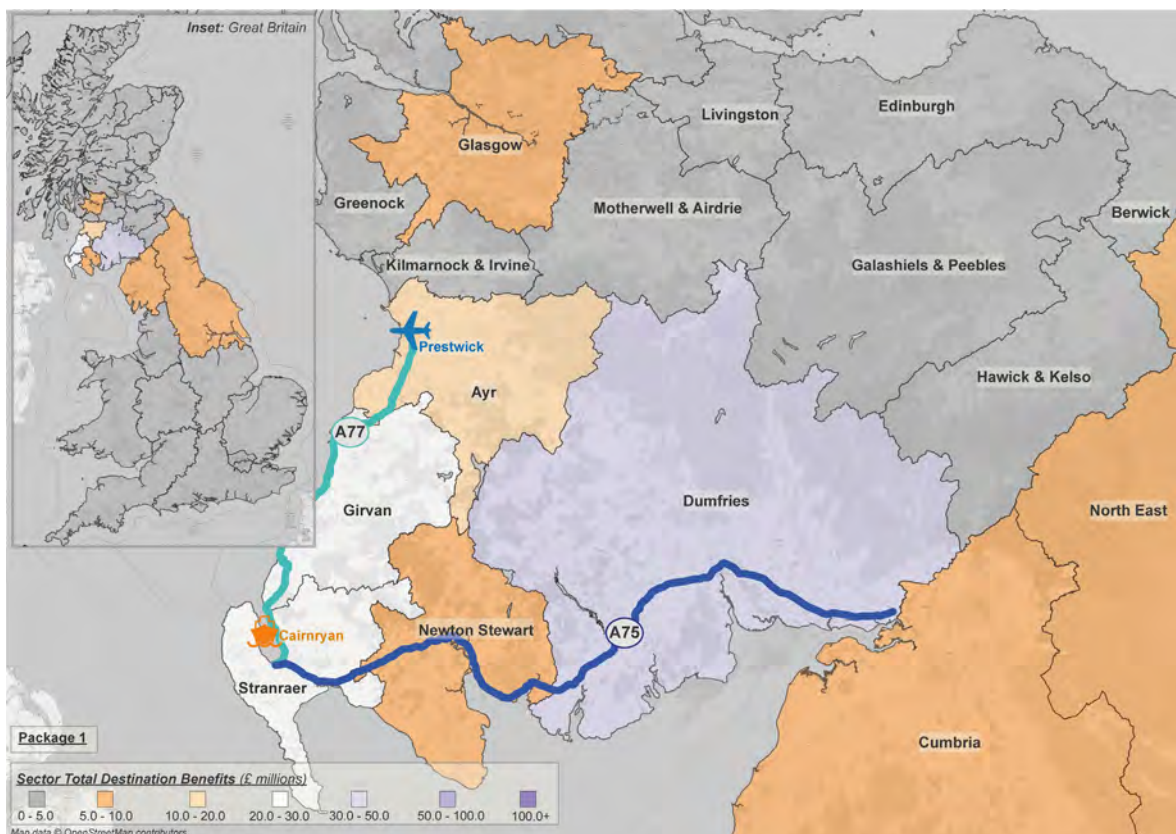 Inset: Great Britain
Livingston
Edinburgh
Glasgow
Greenock
Motherwell & Airdrie
Berwick
Kilmarnock & Irvine
Galashiels & Peebles
Prestwick
Hawick & Kelso
Ayr
A77
Girvan
Dumfries
North East
Cairnryan
Newton Stewart
A75
Stranraer
Cumbria
Package 1
Sector Total Destination Benefits (£ millions)
0 - 5.0 5.0 - 10.0 10.0 - 20.0 20.0 - 30.0 30.0 - 50.0 50.0 - 100.0 100.0+
Map data © OpenStreetMap contributors